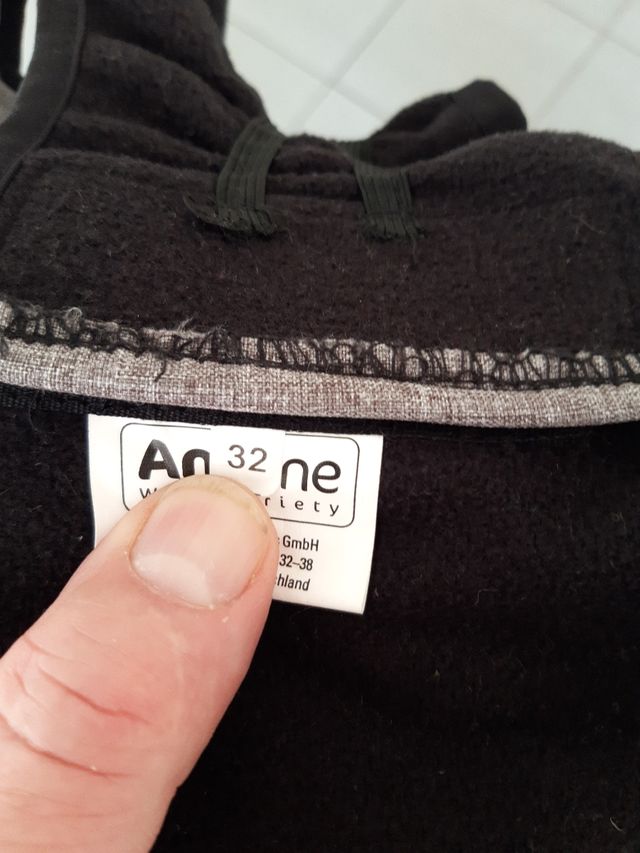 An 32 ne
riety
GmbH
32–38
hland